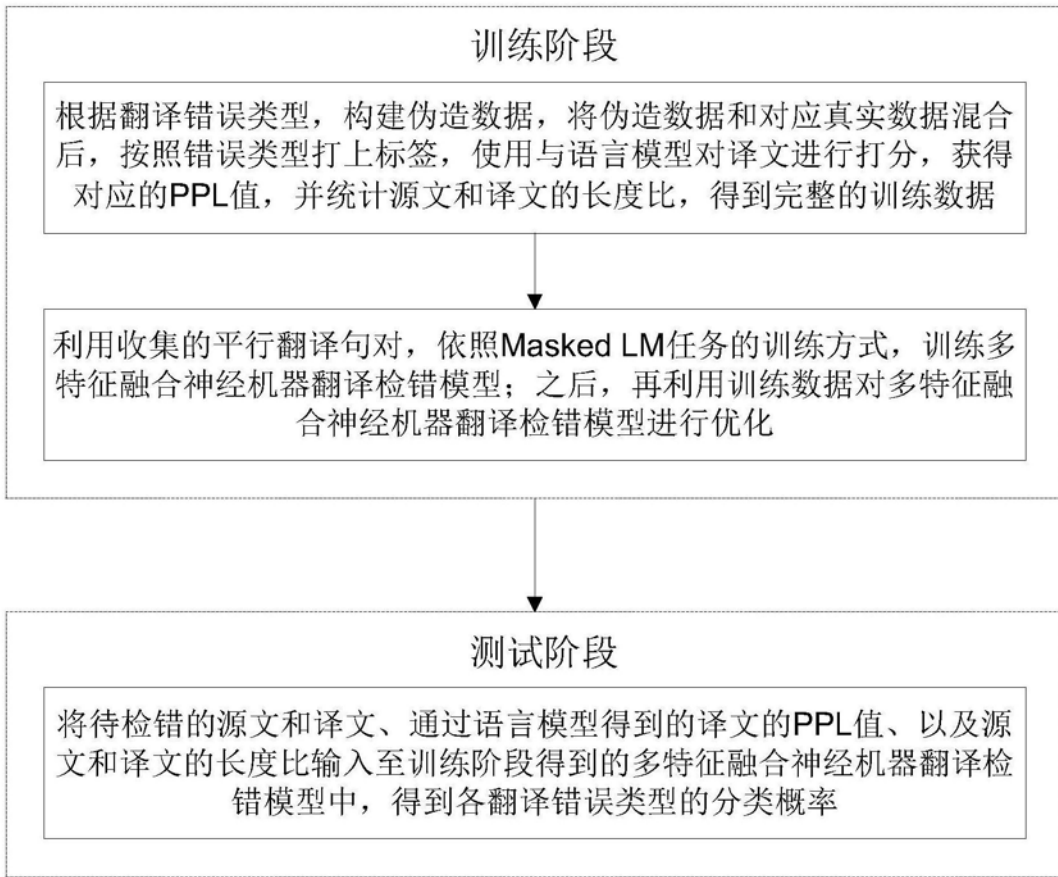 训练阶段
根据翻译错误类型，构建伪造数据，将伪造数据和对应真实数据混合
后，按照错误类型打上标签，使用与语言模型对译文进行打分，获得
对应的PPL值，并统计源文和译文的长度比，得到完整的训练数据
利用收集的平行翻译句对，依照Masked LM任务的训练方式，训练多
特征融合神经机器翻译检错模型；之后，再利用训练数据对多特征融
合神经机器翻译检错模型进行优化
测试阶段
将待检错的源文和译文、通过语言模型得到的译文的PPL值、以及源
文和译文的长度比输入至训练阶段得到的多特征融合神经机器翻译检
错模型中，得到各翻译错误类型的分类概率